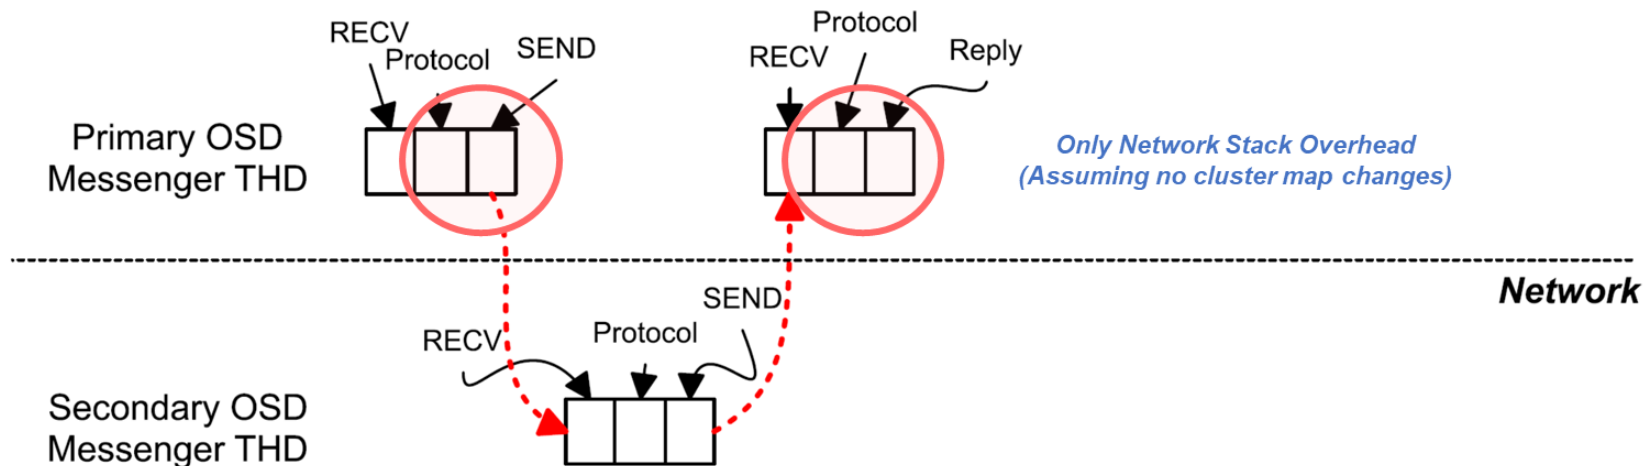 RECV
Protocol
SEND
Protocol
RECV
Reply
Primary OSD
Messenger THD
Only Network Stack Overhead
(Assuming no cluster map changes)
Network
RECV
Protocol
SEND
Secondary OSD
Messenger THD